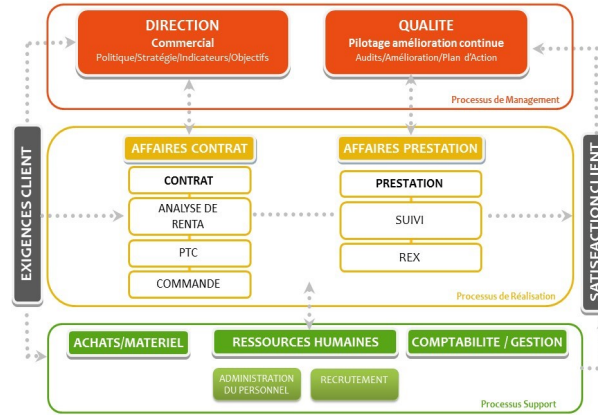 DIRECTION
Commercial
Politique/Stratégie/Indicateurs/Objectifs
QUALITE
Pilotage amélioration continue
Audits/Amélioration/Plan d'Action
Processus de Management
EXIGENCES CLIENT
AFFAIRES CONTRAT
CONTRAT
ANALYSE DE
RENTA
PTC
COMMANDE
AFFAIRES PRESTATION
PRESTATION
SUIVI
REX
Processus de Réalisation
SATISFACTION CLIENT
ACHATS/MATERIEL
RESSOURCES HUMAINES
COMPTABILITE / GESTION
ADMINISTRATION
DU PERSONNEL
RECRUTEMENT
Processus Support